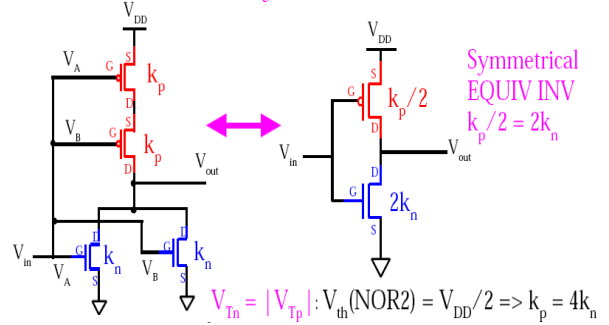 V_DD
V_A
G
S
k_p
D
V_B
G
S
k_p
D
V_out
V_in
G
D
k_n
S
V_A
V_B
G
D
k_n
S
V_DD
G
S
k_p/2
D
V_in
V_out
G
D
2k_n
S
Symmetrical
EQUIV INV
k_p/2 = 2k_n
V_Tn = |V_Tp| : V_th(NOR2) = V_DD/2 => k_p = 4k_n